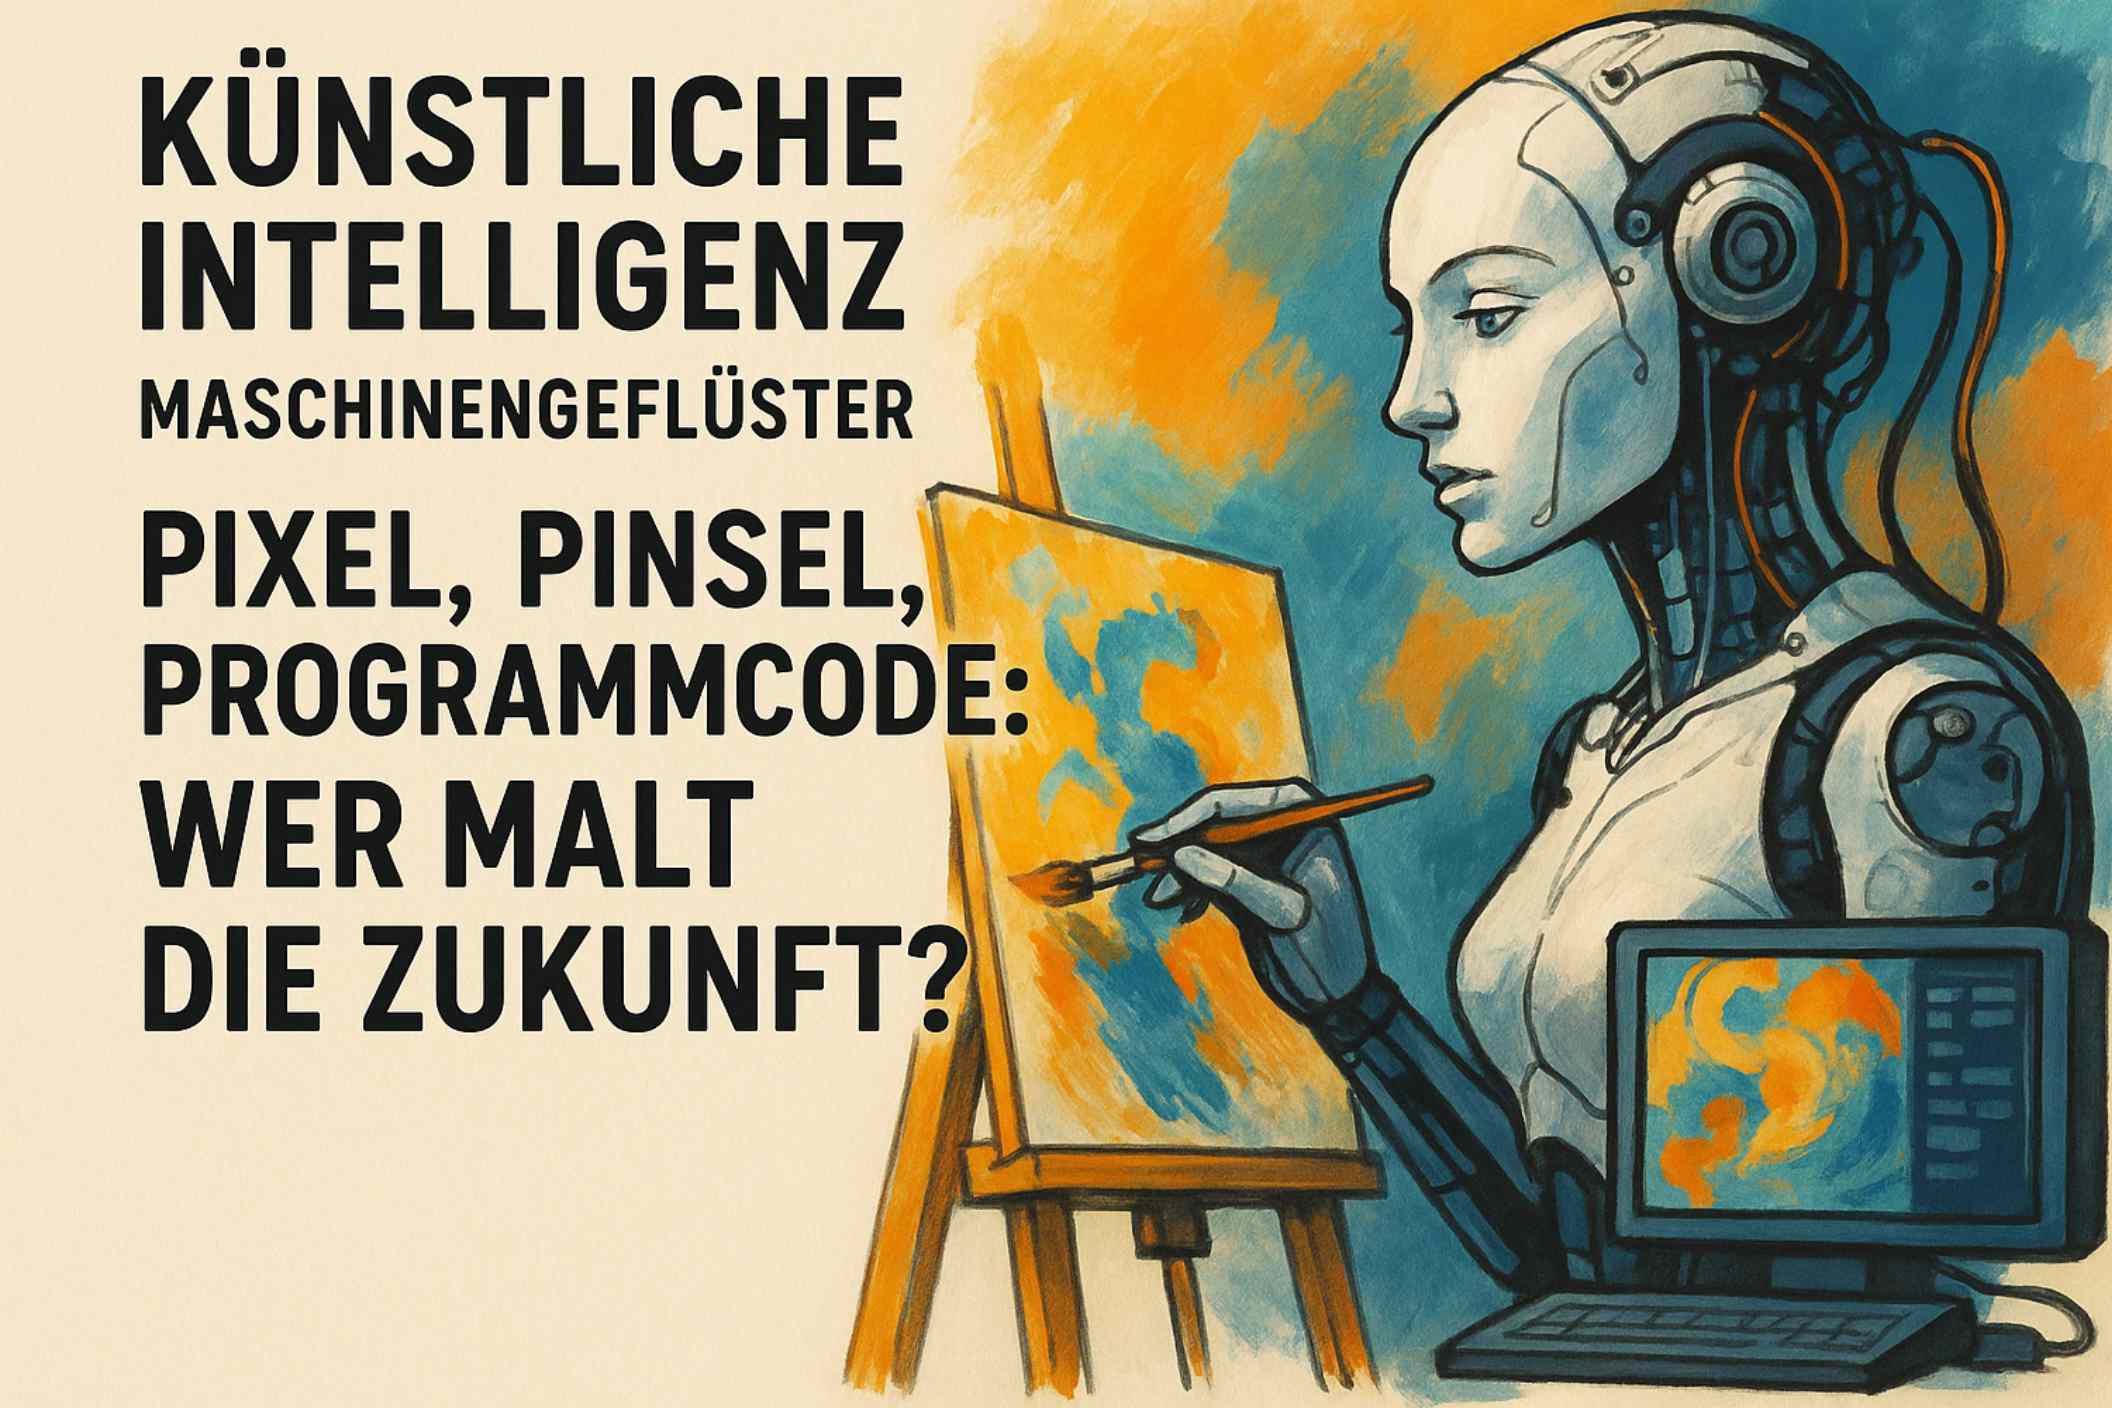 KÜNSTLICHE
INTELLIGENZ
MASCHINENGEFLÜSTER
PIXEL, PINSEL,
PROGRAMMCODE:
WER MALT
DIE ZUKUNFT?